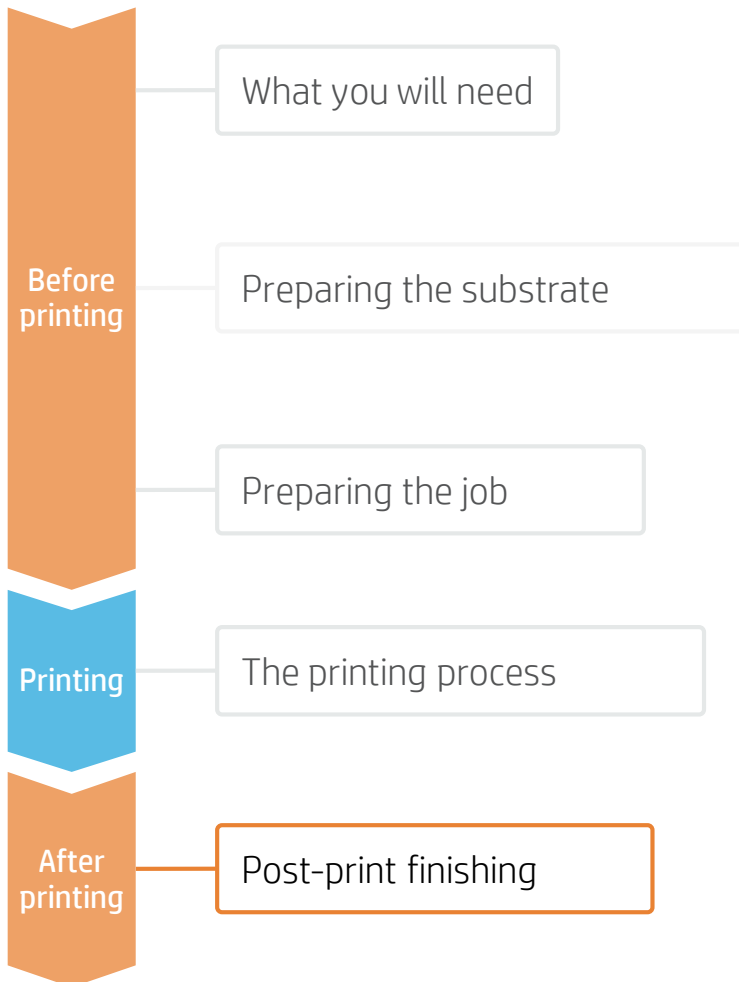 What you will need
Before
printing
Preparing the substrate
Preparing the job
Printing
The printing process
After
printing
Post-print finishing